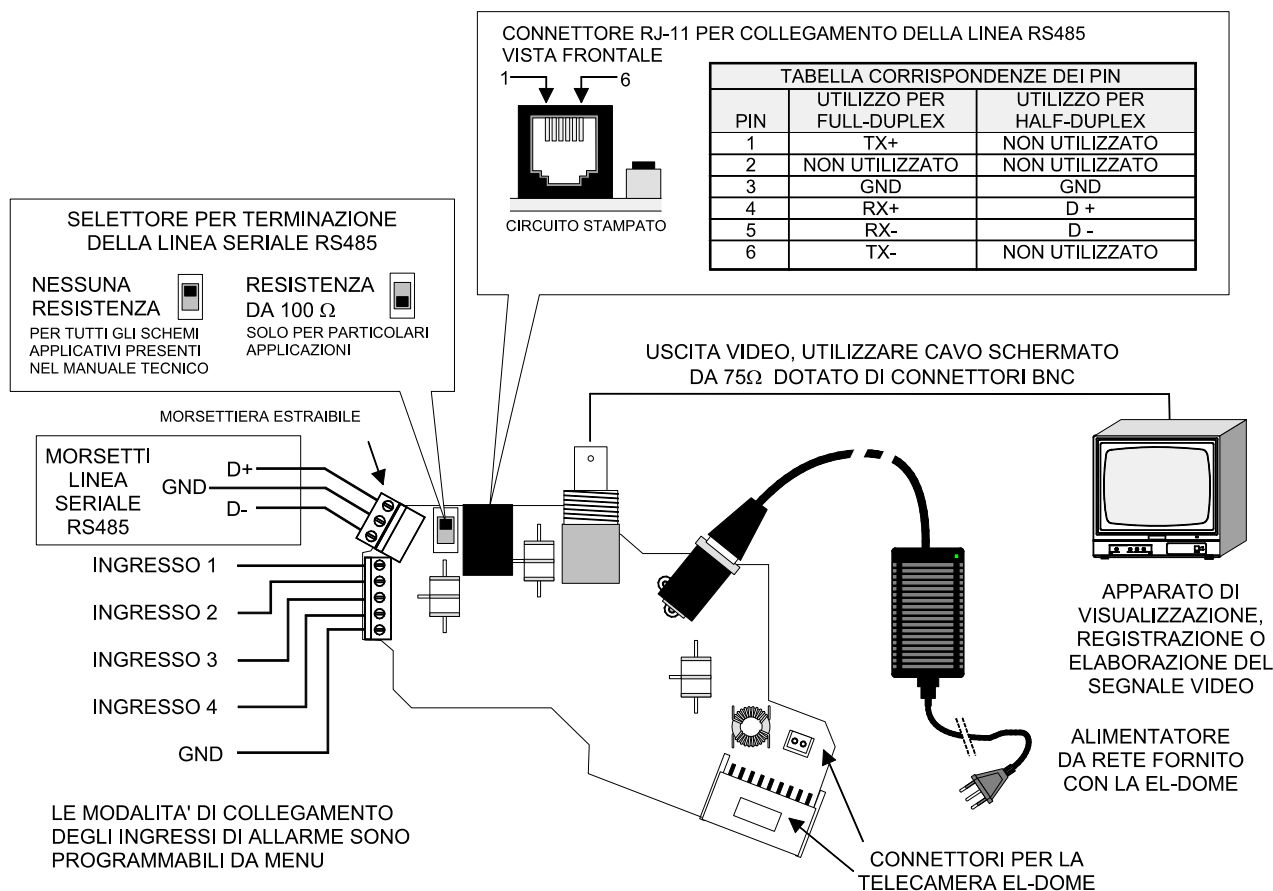 CONNETTORE RJ-11 PER COLLEGAMENTO DELLA LINEA RS485
VISTA FRONTALE
1 6
CIRCUITO STAMPATO
TABELLA CORRISPONDENZE DEI PIN
PIN UTILIZZO PER FULL-DUPLEX UTILIZZO PER HALF-DUPLEX
1 TX+ NON UTILIZZATO
2 NON UTILIZZATO NON UTILIZZATO
3 GND GND
4 RX+ D +
5 RX- D -
6 TX- NON UTILIZZATO
SELETTORE PER TERMINAZIONE
DELLA LINEA SERIALE RS485
NESSUNA
RESISTENZA
PER TUTTI GLI SCHEMI
APPLICATIVI PRESENTI
NEL MANUALE TECNICO
RESISTENZA
DA 100 Ω
SOLO PER PARTICOLARI
APPLICAZIONI
USCITA VIDEO, UTILIZZARE CAVO SCHERMATO
DA 75Ω DOTATO DI CONNETTORI BNC
MORSETTIERA ESTRAIBILE
MORSETTI
LINEA
SERIALE
RS485
D+
GND
D-
INGRESSO 1
INGRESSO 2
INGRESSO 3
INGRESSO 4
GND
LE MODALITA' DI COLLEGAMENTO
DEGLI INGRESSI DI ALLARME SONO
PROGRAMMABILI DA MENU
APPARATO DI
VISUALIZZAZIONE,
REGISTRAZIONE O
ELABORAZIONE DEL
SEGNALE VIDEO
ALIMENTATORE
DA RETE FORNITO
CON LA EL-DOME
CONNETTORI PER LA
TELECAMERA EL-DOME